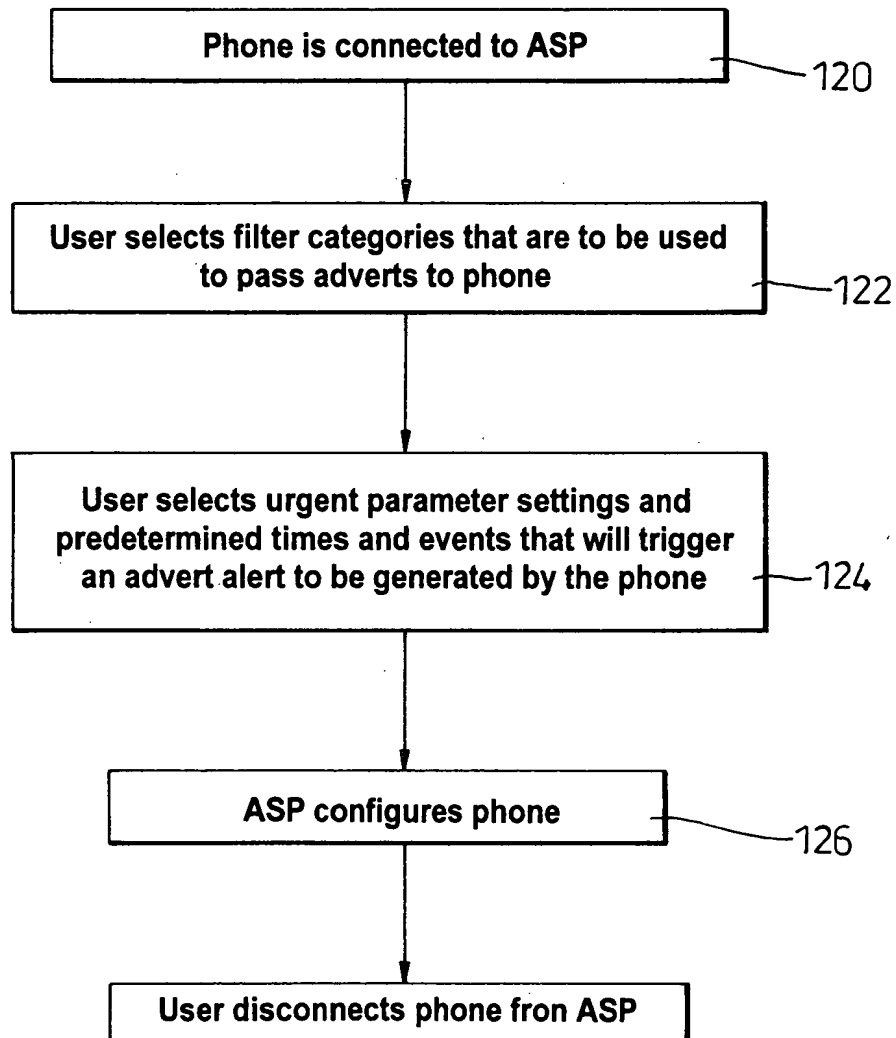 Phone is connected to ASP
120
User selects filter categories that are to be used
to pass adverts to phone
122
User selects urgent parameter settings and
predetermined times and events that will trigger
an advert alert to be generated by the phone
124
ASP configures phone
126
User disconnects phone fron ASP